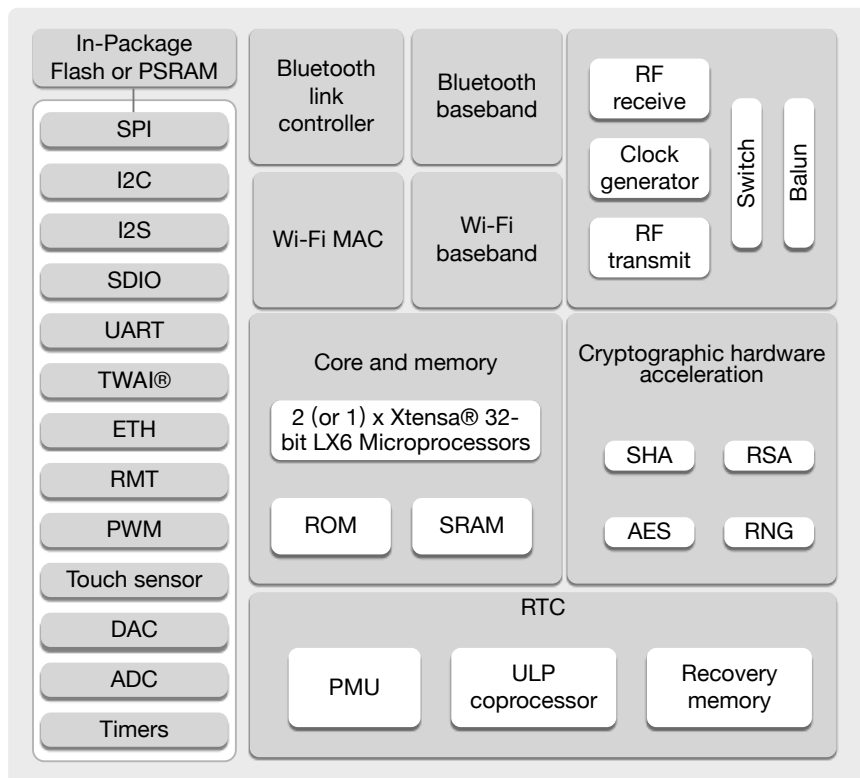 In-Package
Flash or PSRAM
SPI
I2C
I2S
SDIO
UART
TWAI®
ETH
RMT
PWM
Touch sensor
DAC
ADC
Timers
Bluetooth
link
controller
Bluetooth
baseband
Wi-Fi MAC
Wi-Fi
baseband
RF
receive
Clock
generator
RF
transmit
Switch
Balun
Core and memory
2 (or 1) x Xtensa® 32-
bit LX6 Microprocessors
ROM
SRAM
Cryptographic hardware
acceleration
SHA
RSA
AES
RNG
RTC
PMU
ULP
coprocessor
Recovery
memory